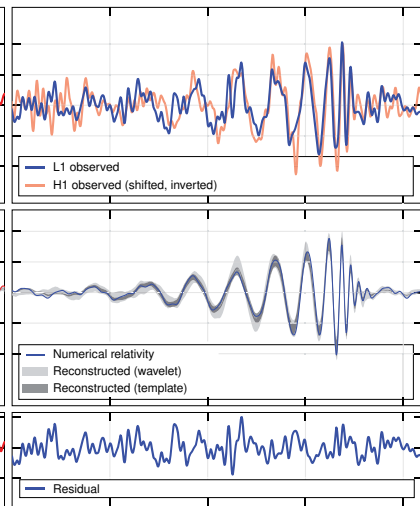 L1 observed
H1 observed (shifted, inverted)
Numerical relativity
Reconstructed (wavelet)
Reconstructed (template)
Residual